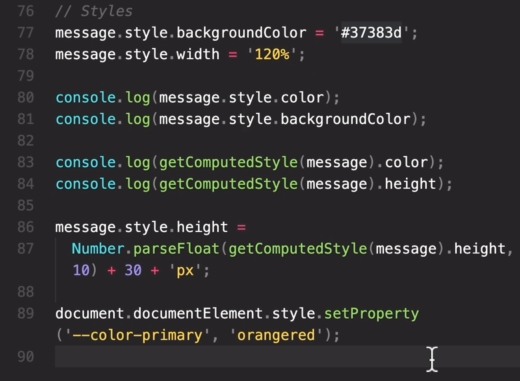 76 // Styles
77 message.style.backgroundColor = '#37383d';
78 message.style.width = '120%';
79
80 console.log(message.style.color);
81 console.log(message.style.backgroundColor);
82
83 console.log(getComputedStyle(message).color);
84 console.log(getComputedStyle(message).height);
85
86 message.style.height =
87 Number.parseFloat(getComputedStyle(message).height,
10) + 30 + 'px';
88
89 document.documentElement.style.setProperty
('--color-primary', 'orangered');
90